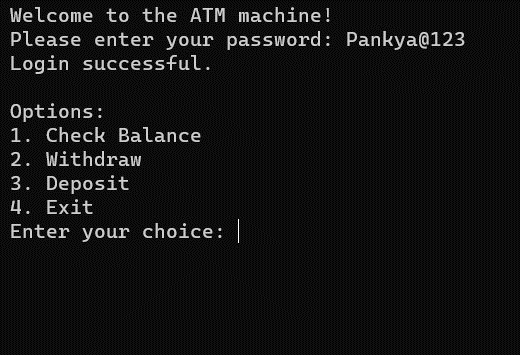 Welcome to the ATM machine!
Please enter your password: Pankya@123
Login successful.
Options:
1. Check Balance
2. Withdraw
3. Deposit
4. Exit
Enter your choice: